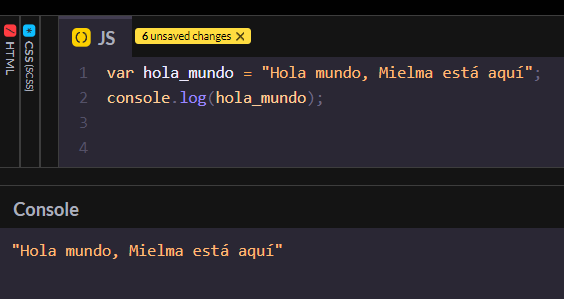 HTML
CSS (SCSS)
JS
6 unsaved changes ×
1 var hola_mundo = "Hola mundo, Mielma está aquí";
2 console.log(hola_mundo);
3
4
Console
"Hola mundo, Mielma está aquí"